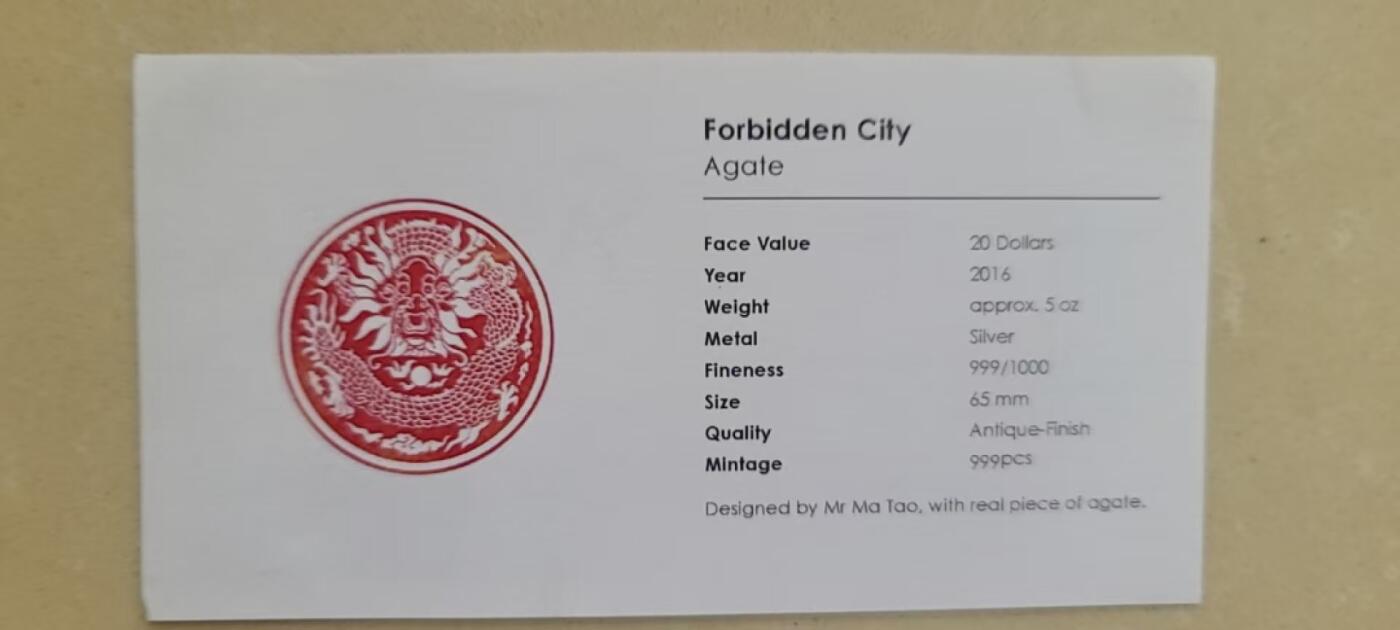 Forbidden City
Agate
Face Value 20 Dollars
Year 2016
Weight approx. 5 oz
Metal Silver
Fineness 999/1000
Size 65 mm
Quality Antique-Finish
Mintage 999pcs
Designed by Mr Ma Tao, with real piece of agate.